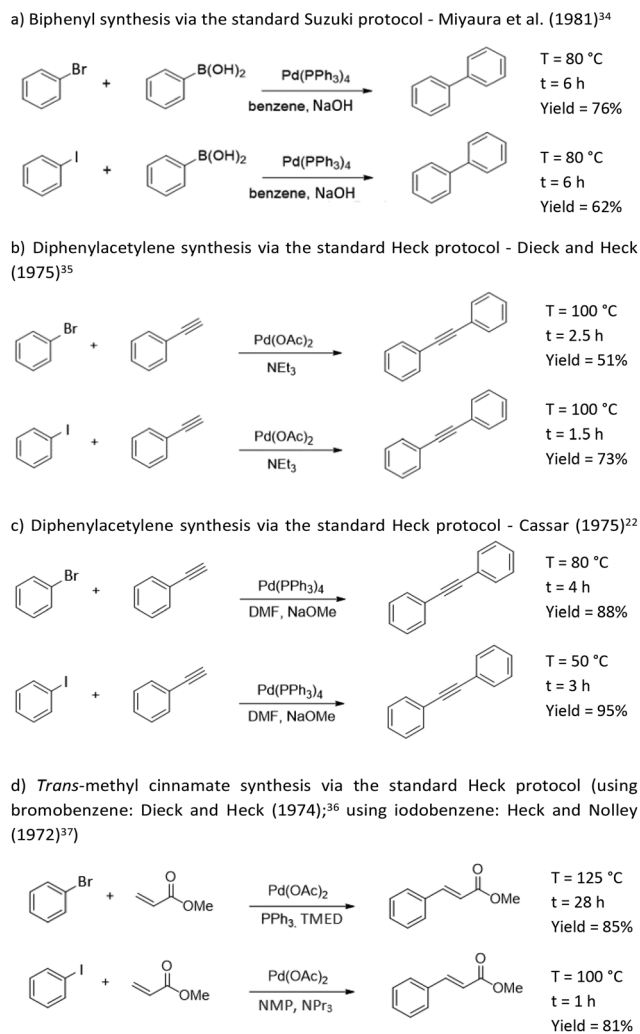 a) Biphenyl synthesis via the standard Suzuki protocol - Miyaura et al. (1981)³⁴
Br
+
B(OH)₂
Pd(PPh₃)₄
benzene, NaOH
T = 80 °C
t = 6 h
Yield = 76%
I
+
B(OH)₂
Pd(PPh₃)₄
benzene, NaOH
T = 80 °C
t = 6 h
Yield = 62%
b) Diphenylacetylene synthesis via the standard Heck protocol - Dieck and Heck
(1975)³⁵
Br
+
Pd(OAc)₂
NEt₃
T = 100 °C
t = 2.5 h
Yield = 51%
I
+
Pd(OAc)₂
NEt₃
T = 100 °C
t = 1.5 h
Yield = 73%
c) Diphenylacetylene synthesis via the standard Heck protocol - Cassar (1975)²²
Br
+
Pd(PPh₃)₄
DMF, NaOMe
T = 80 °C
t = 4 h
Yield = 88%
I
+
Pd(PPh₃)₄
DMF, NaOMe
T = 50 °C
t = 3 h
Yield = 95%
d) Trans-methyl cinnamate synthesis via the standard Heck protocol (using
bromobenzene: Dieck and Heck (1974);³⁶ using iodobenzene: Heck and Nolley
(1972)³⁷)
Br
+
O
OMe
Pd(OAc)₂
PPh₃, TMED
O
OMe
T = 125 °C
t = 28 h
Yield = 85%
I
+
O
OMe
Pd(OAc)₂
NMP, NPr₃
O
OMe
T = 100 °C
t = 1 h
Yield = 81%